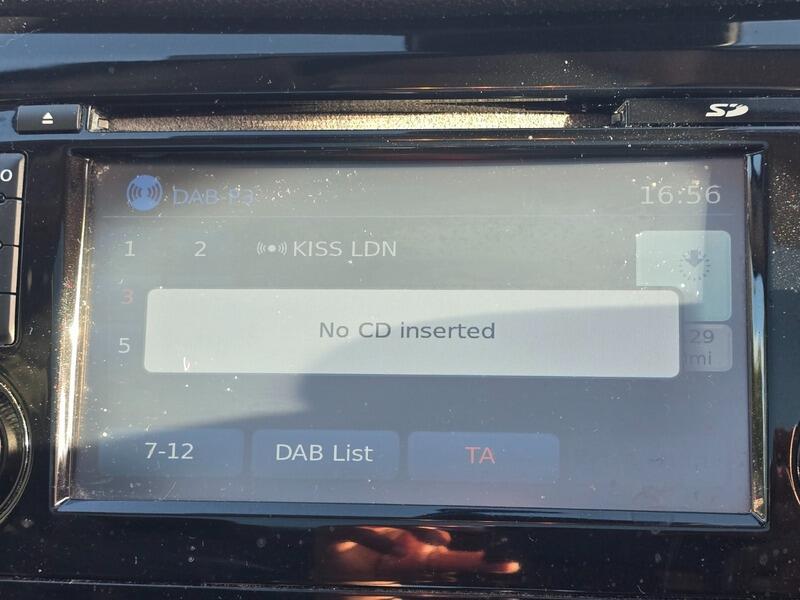 SD
DAB-P3
16:56
1 2 KISS LDN
3
No CD inserted
5
29
mi
7-12 DAB List TA